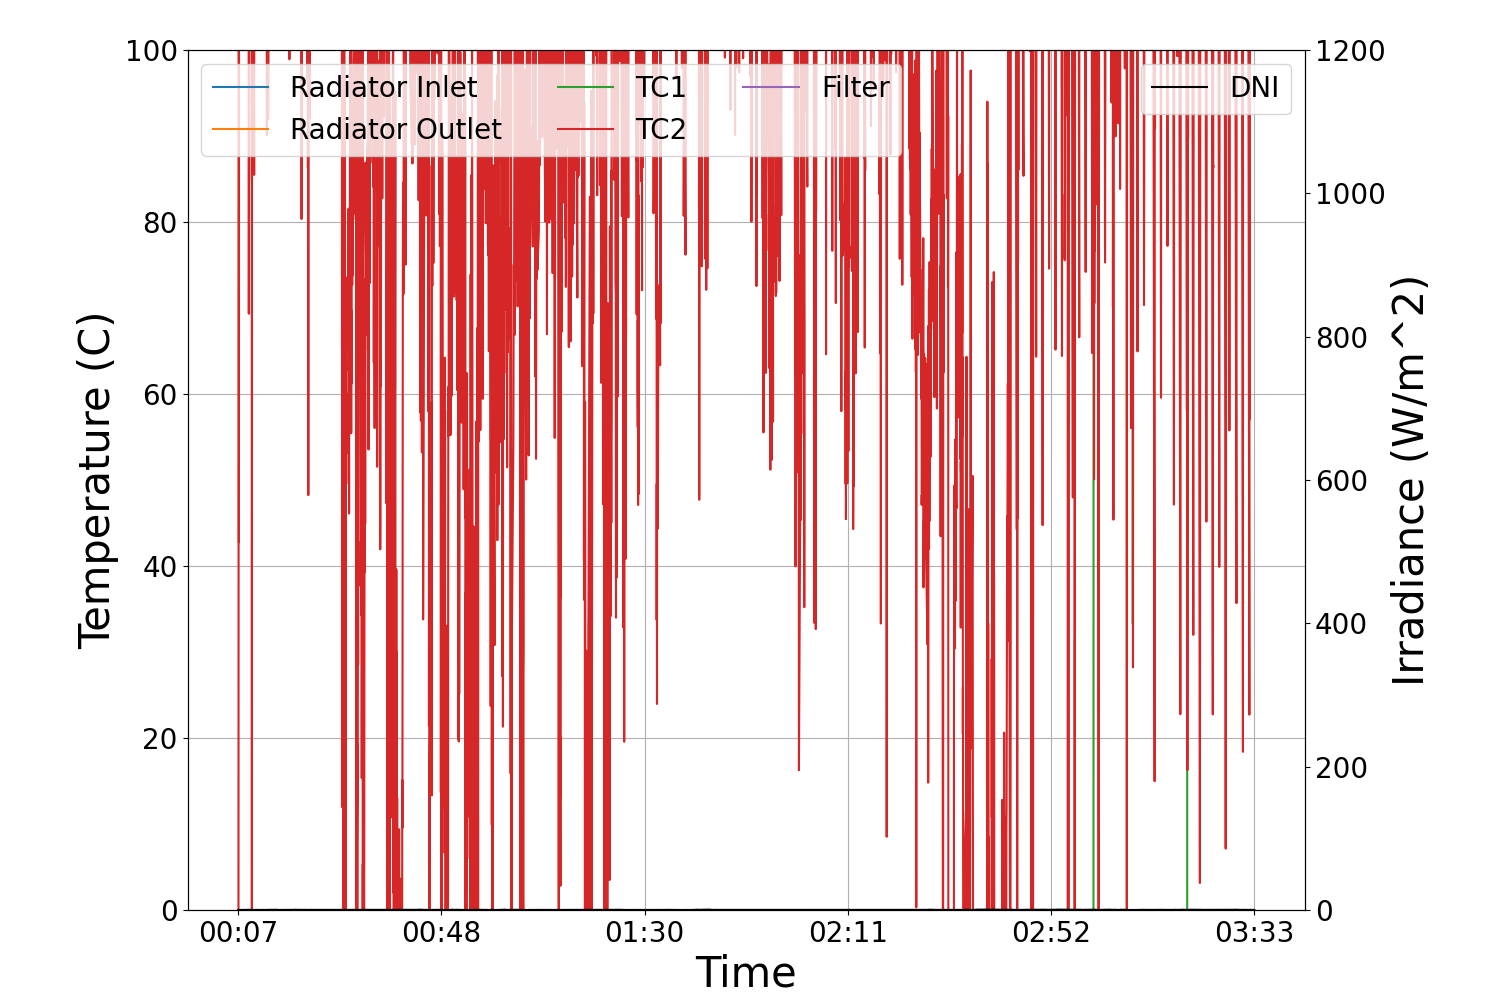 100
80
60
40
20
0
Temperature (C)
Radiator Inlet
Radiator Outlet
TC1
TC2
Filter
DNI
1200
1000
800
600
400
200
0
Irradiance (W/m^2)
00:07 00:48 01:30 02:11 02:52 03:33
Time